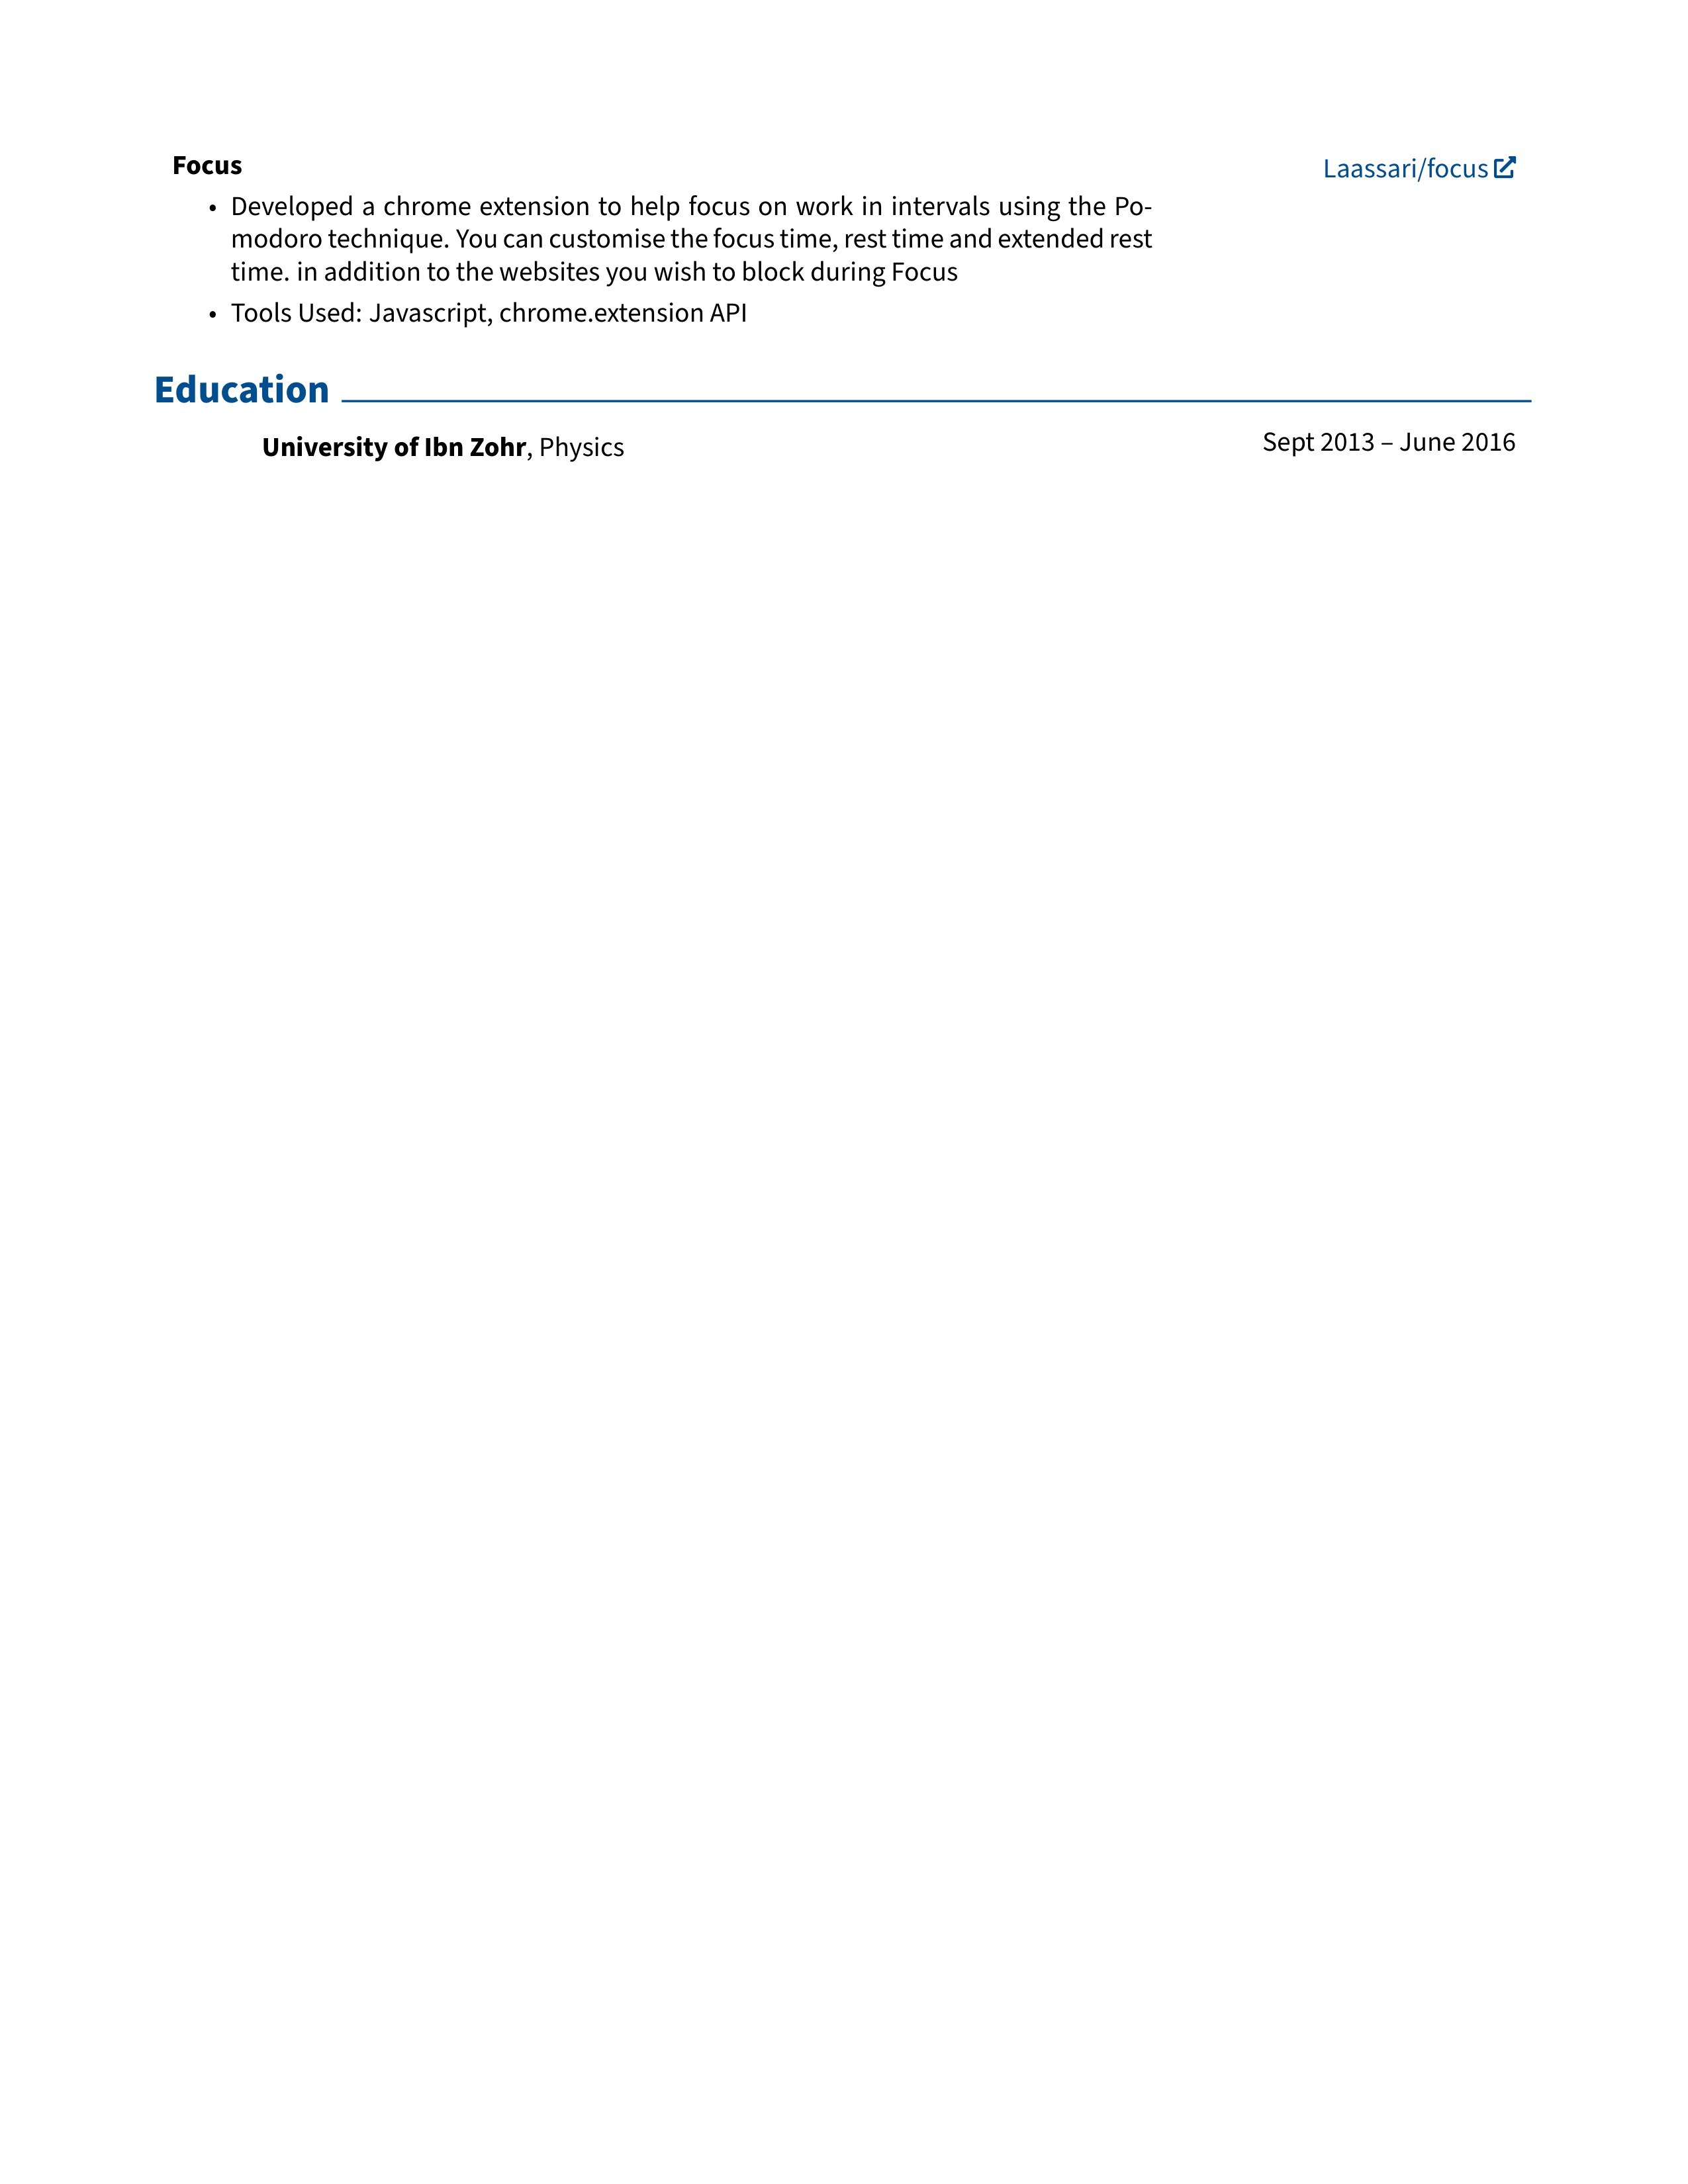 Focus
Laassari/focus
• Developed a chrome extension to help focus on work in intervals using the Po-
modoro technique. You can customise the focus time, rest time and extended rest
time. in addition to the websites you wish to block during Focus
• Tools Used: Javascript, chrome.extension API
Education
University of Ibn Zohr, Physics
Sept 2013 – June 2016